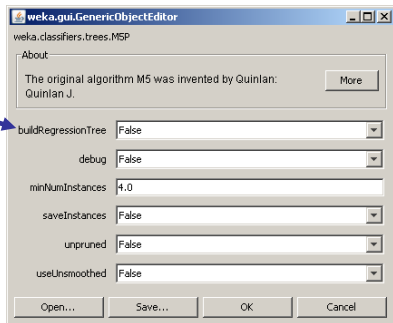 weka.gui.GenericObjectEditor
weka.classifiers.trees.M5P
About
The original algorithm M5 was invented by Quinlan:
Quinlan J.
More
buildRegressionTree False
debug False
minNumInstances 4.0
saveInstances False
unpruned False
useUnsmoothed False
Open... Save... OK Cancel